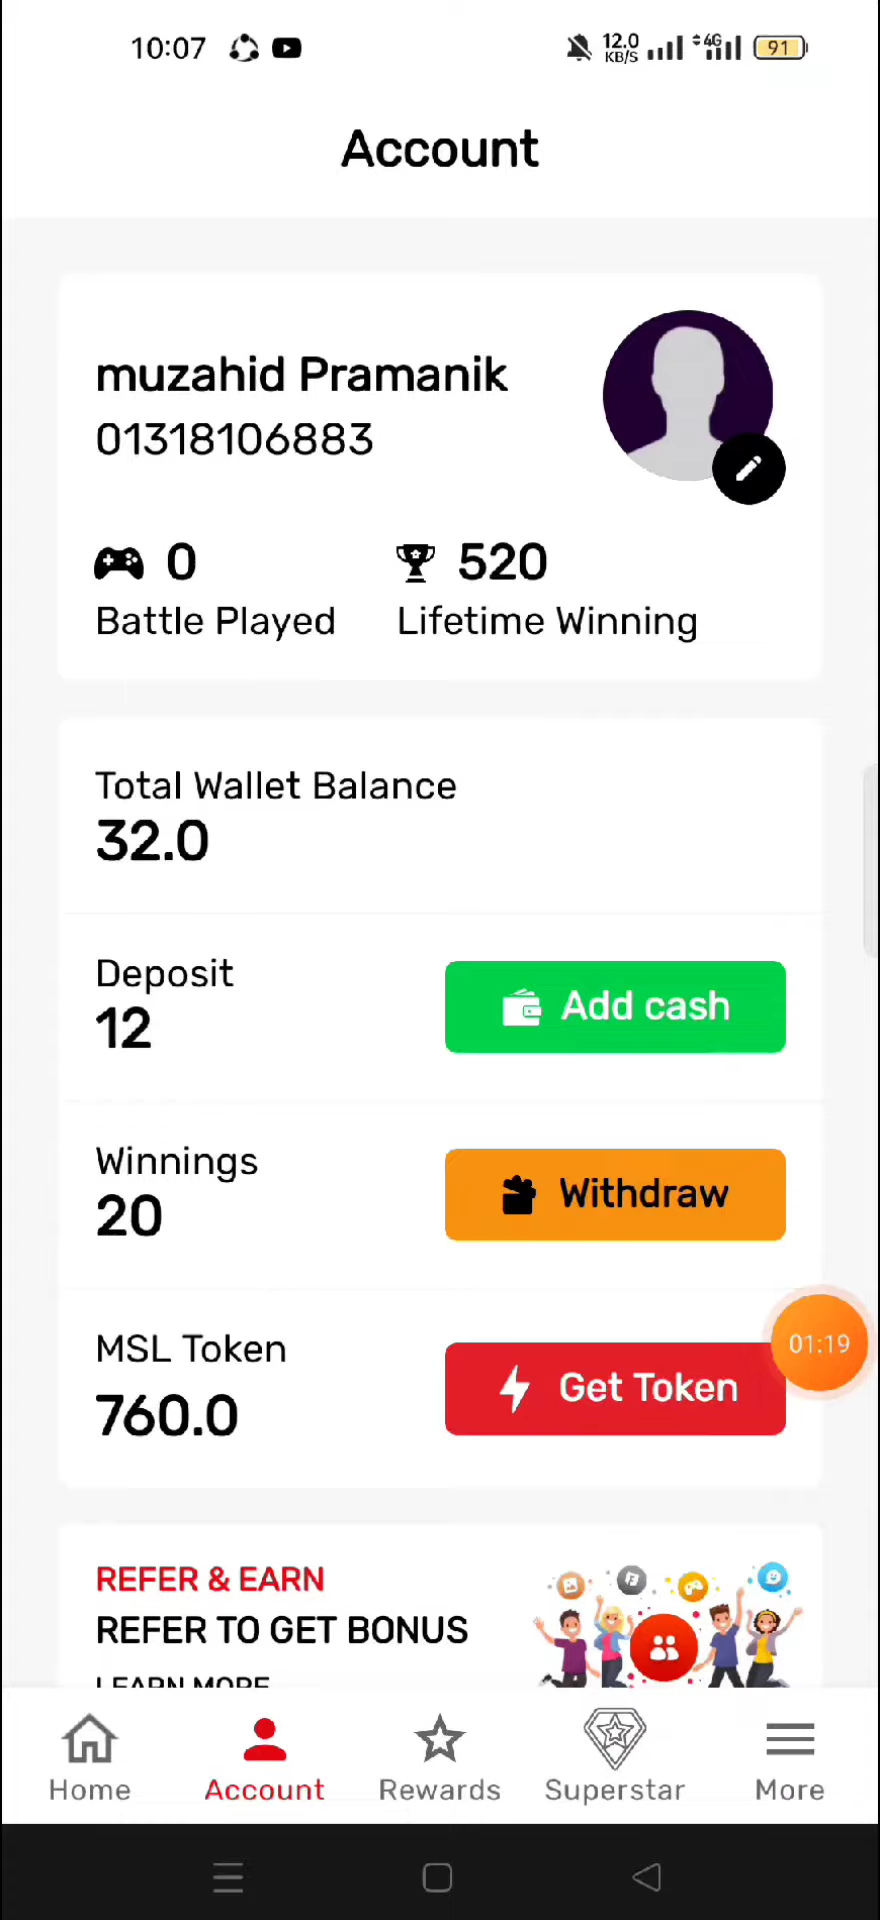 10:07
12.0
KB/S
4G
91
Account
muzahid Pramanik
01318106883
0
520
Battle Played
Lifetime Winning
Total Wallet Balance
32.0
Deposit
12
Add cash
Winnings
20
Withdraw
MSL Token
760.0
Get Token
01:19
REFER & EARN
REFER TO GET BONUS
LEARN MORE
Home
Account
Rewards
Superstar
More